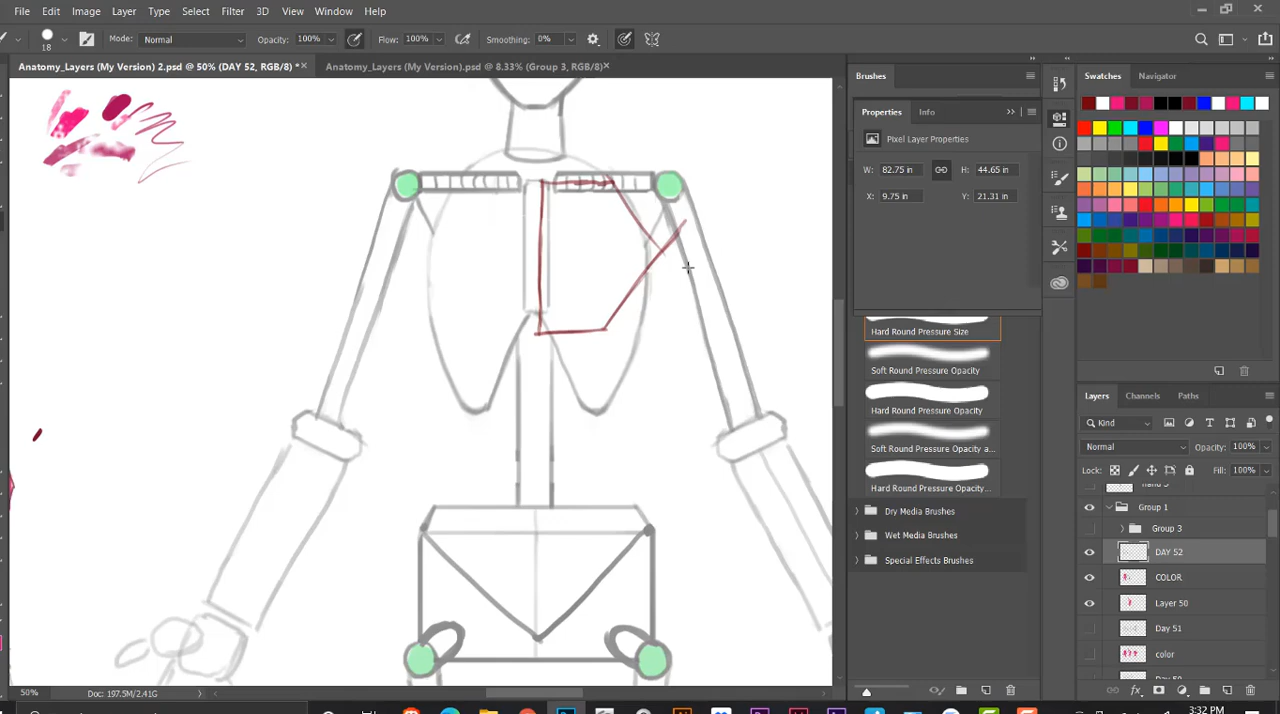 File Edit Image Layer Type Select Filter 3D View Window Help
18 Mode: Normal Opacity: 100% Flow: 100% Smoothing: 0%
Anatomy_Layers (My Version) 2.psd @ 50% (DAY 52, RGB/8) * Anatomy_Layers (My Version).psd @ 8.33% (Group 3, RGB/8)
Brushes
Swatches Navigator
Properties Info
Pixel Layer Properties
W: 82.75 in H: 44.65 in
X: 9.75 in Y: 21.31 in
Hard Round Pressure Size
Soft Round Pressure Opacity
Hard Round Pressure Opacity
Soft Round Pressure Opacity a...
Hard Round Pressure Opacity...
Dry Media Brushes
Wet Media Brushes
Special Effects Brushes
Layers Channels Paths
Kind
Normal Opacity: 100%
Lock: Fill: 100%
Group 1
Group 3
DAY 52
COLOR
Layer 50
Day 51
color
50% Doc: 197.5M/2.41G
3:32 PM